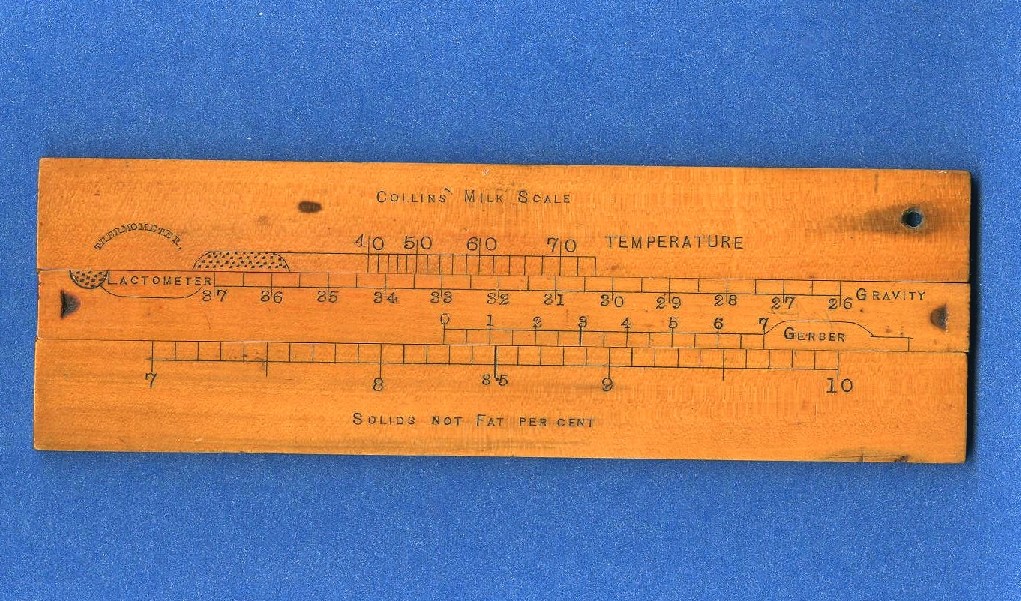 COLLINS' MILK SCALE
THERMOMETER.
40 50 60 70 TEMPERATURE
LACTOMETER
37 36 35 34 33 32 31 30 29 28 27 26 GRAVITY
0 1 2 3 4 5 6 7 GERBER
7 8 8·5 9 10
SOLIDS NOT FAT PER CENT